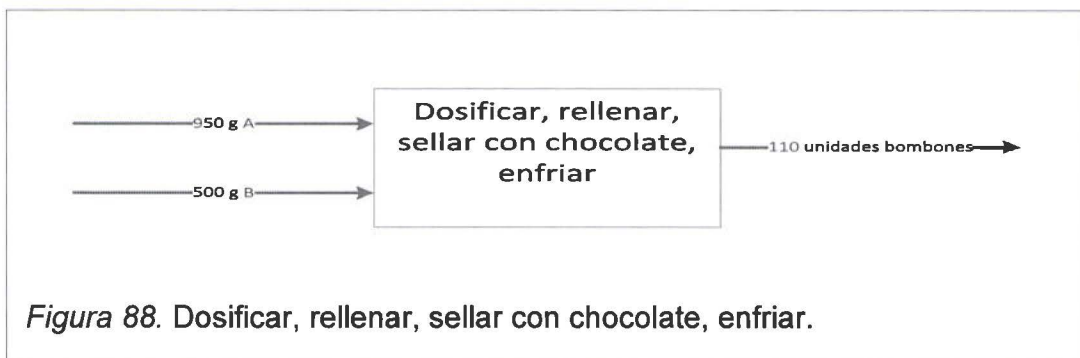 950 g A
500 g B
Dosificar, rellenar,
sellar con chocolate,
enfriar
110 unidades bombones
Figura 88. Dosificar, rellenar, sellar con chocolate, enfriar.